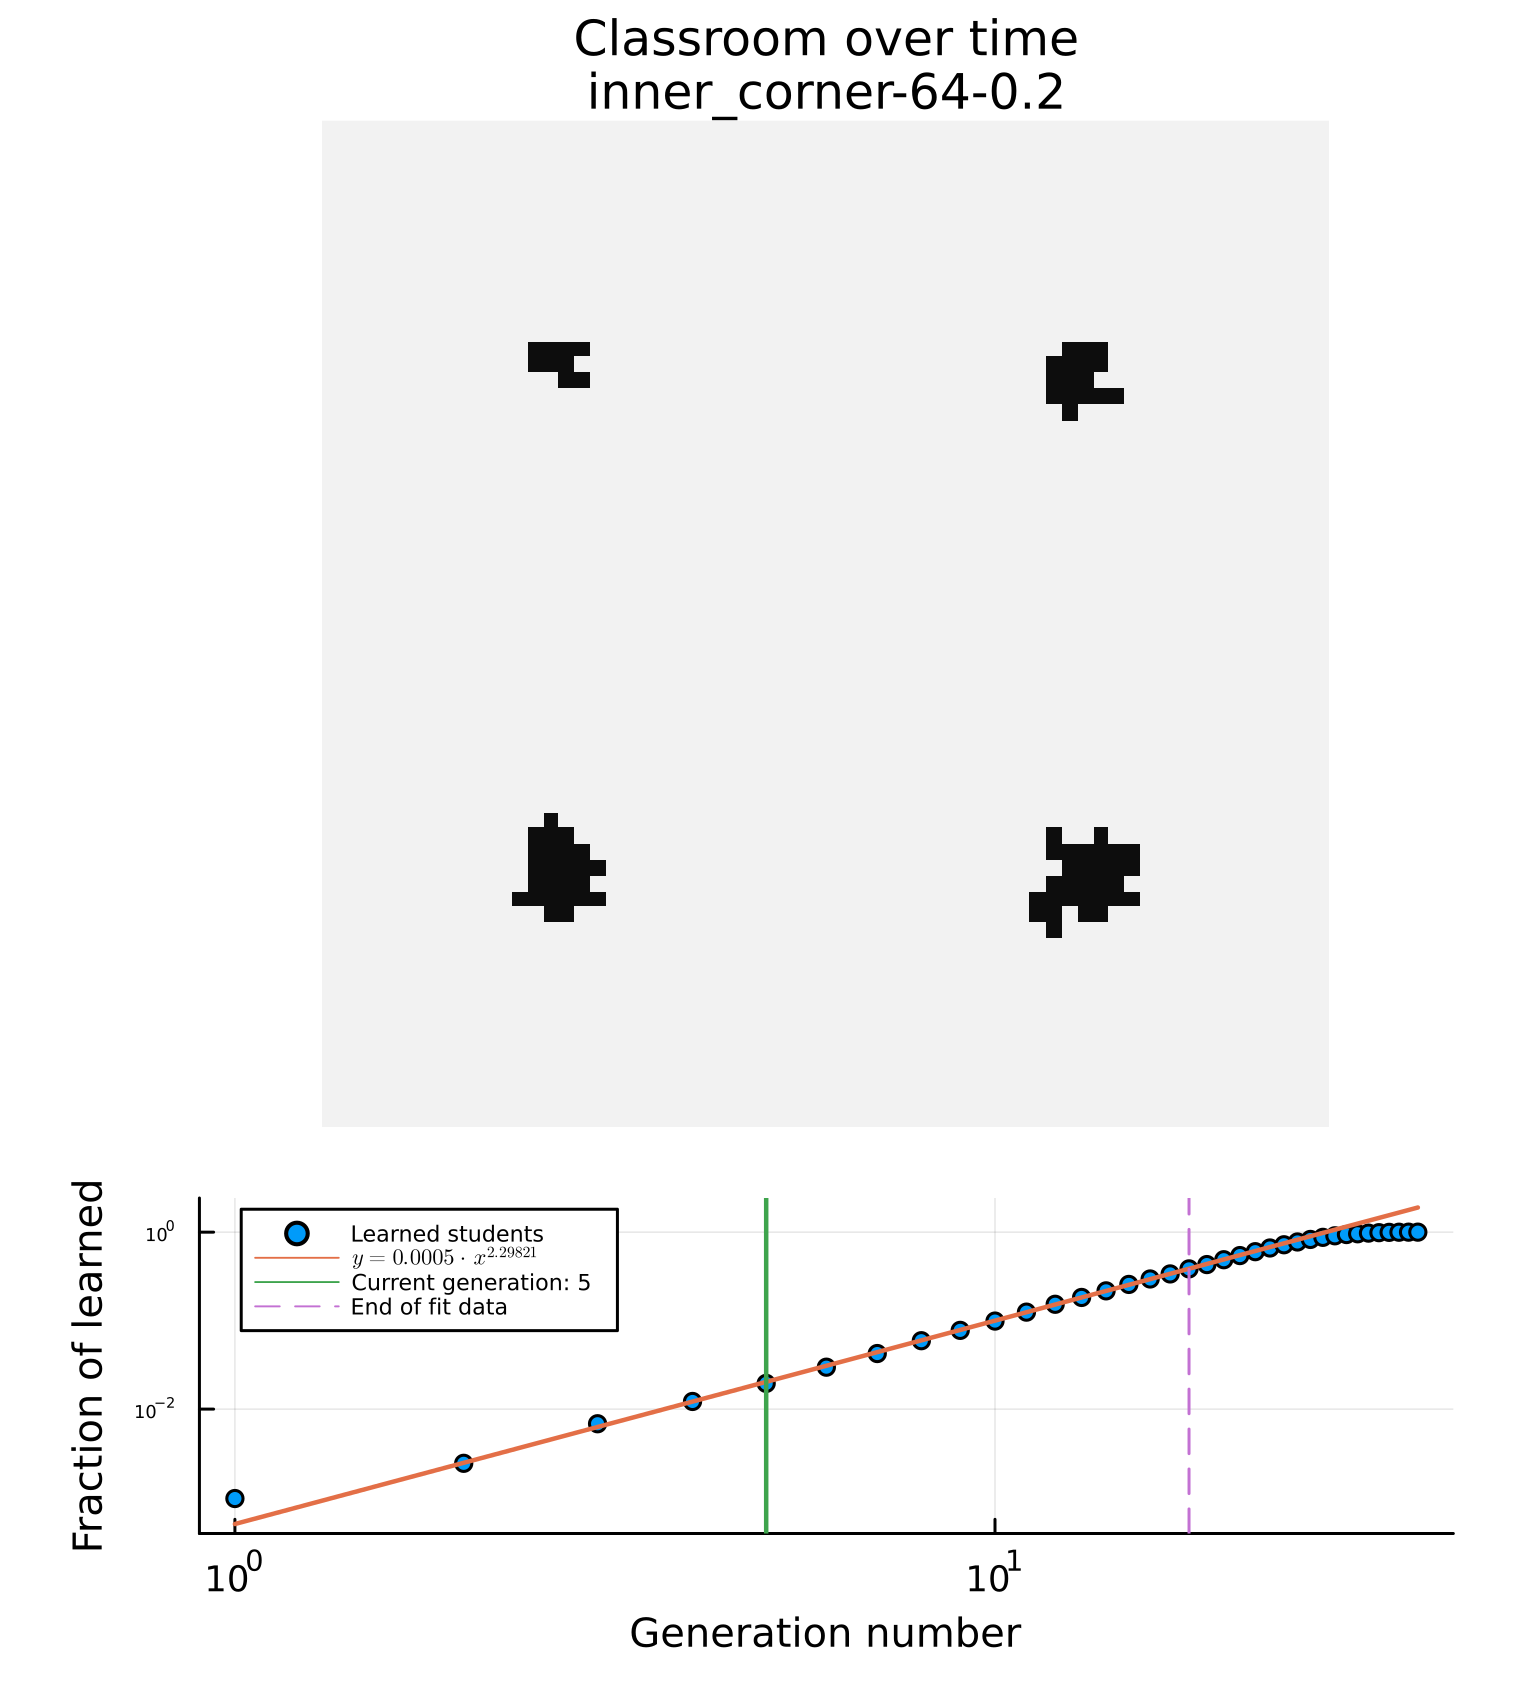 Classroom over time
inner_corner-64-0.2
Fraction of learned
10^0
10^-2
Learned students
y = 0.0005 · x^2.29821
Current generation: 5
End of fit data
10^0
10^1
Generation number